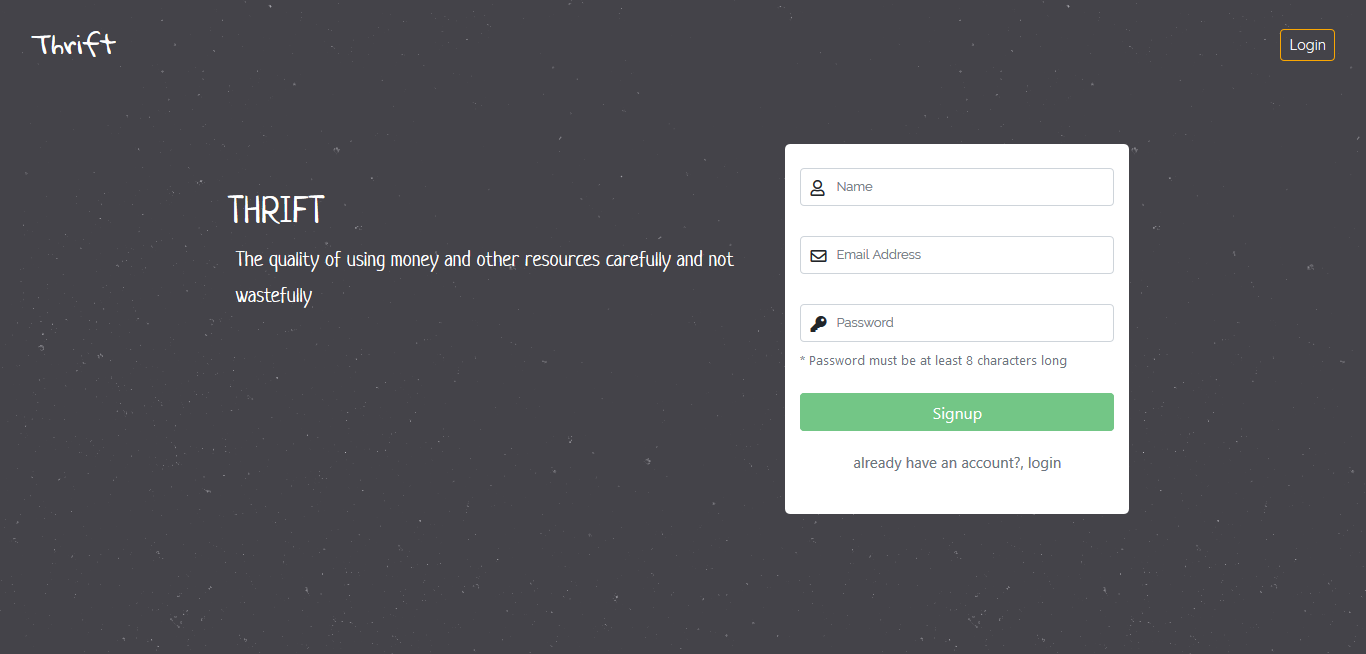 Thrift
Login
THRIFT
The quality of using money and other resources carefully and not
wastefully
Name
Email Address
Password
* Password must be at least 8 characters long
Signup
already have an account?, login